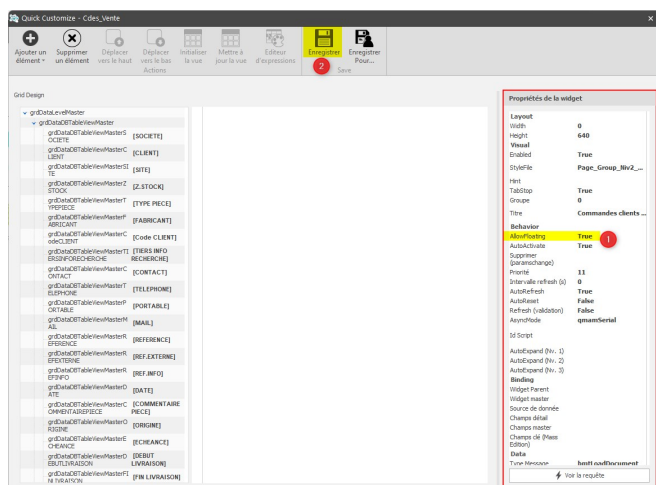 Quick Customize - Cdes_Vente
Ajouter un élément
Supprimer un élément
Déplacer vers le haut
Déplacer vers le bas
Initialiser la vue
Mettre à jour la vue
Editeur d'expressions
Enregistrer
Enregistrer Pour...
2
Actions
Save
Grid Design
grdDataLevelMaster
grdDataDBTableViewMaster
grdDataDBTableViewMasterSOCIETE [SOCIETE]
grdDataDBTableViewMasterCLIENT [CLIENT]
grdDataDBTableViewMasterSITE [SITE]
grdDataDBTableViewMasterZSTOCK [Z.STOCK]
grdDataDBTableViewMasterTYPEPIECE [TYPE PIECE]
grdDataDBTableViewMasterFABRICANT [FABRICANT]
grdDataDBTableViewMasterCodeCLIENT [Code CLIENT]
grdDataDBTableViewMasterTIERSINFORECHERCHE [TIERS INFO RECHERCHE]
grdDataDBTableViewMasterCONTACT [CONTACT]
grdDataDBTableViewMasterTELEPHONE [TELEPHONE]
grdDataDBTableViewMasterPORTABLE [PORTABLE]
grdDataDBTableViewMasterMAIL [MAIL]
grdDataDBTableViewMasterREFERENCE [REFERENCE]
grdDataDBTableViewMasterREFEXTERNE [REF.EXTERNE]
grdDataDBTableViewMasterREFINFO [REF.INFO]
grdDataDBTableViewMasterDATE [DATE]
grdDataDBTableViewMasterCOMMENTAIREPIECE [COMMENTAIRE PIECE]
grdDataDBTableViewMasterORIGINE [ORIGINE]
grdDataDBTableViewMasterECHEANCE [ECHEANCE]
grdDataDBTableViewMasterDEBUTLIVRAISON [DEBUT LIVRAISON]
grdDataDBTableViewMasterFINLIVRAISON [FIN LIVRAISON]
Propriétés de la widget
Layout
Width 0
Height 640
Visual
Enabled True
StyleFile Page_Group_Niv2_...
Hint
TabStop True
Groupe 0
Titre Commandes clients ...
Behavior
AllowFloating True 1
AutoActivate True
Supprimer (paramschange)
Priorité 11
Intervalle refresh (s) 0
AutoRefresh True
AutoReset False
Refresh (validation) False
AsyncMode qmamSerial
Id Script
AutoExpand (Nv. 1)
AutoExpand (Nv. 2)
AutoExpand (Nv. 3)
Binding
Widget Parent
Widget master
Source de donnée
Champs détail
Champs master
Champs clé (Mass Edition)
Data
Type Message bmtLoadDocument
Voir la requête